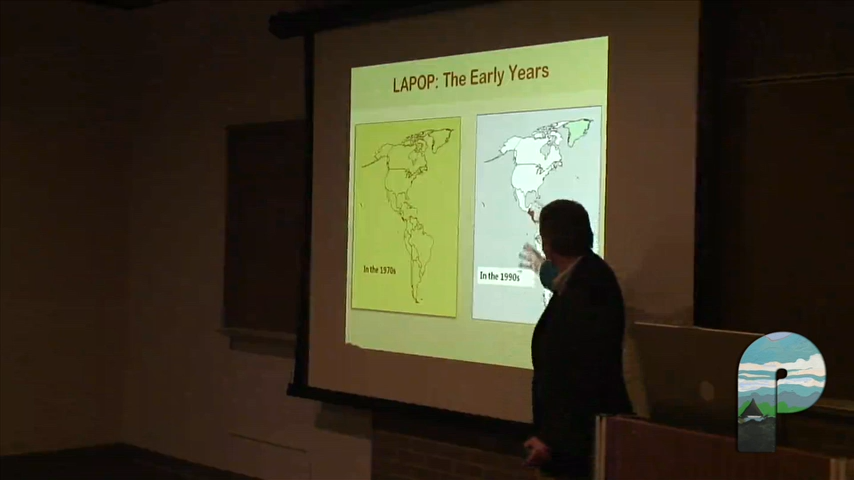 LAPOP: The Early Years
In the 1970s
In the 1990s
P